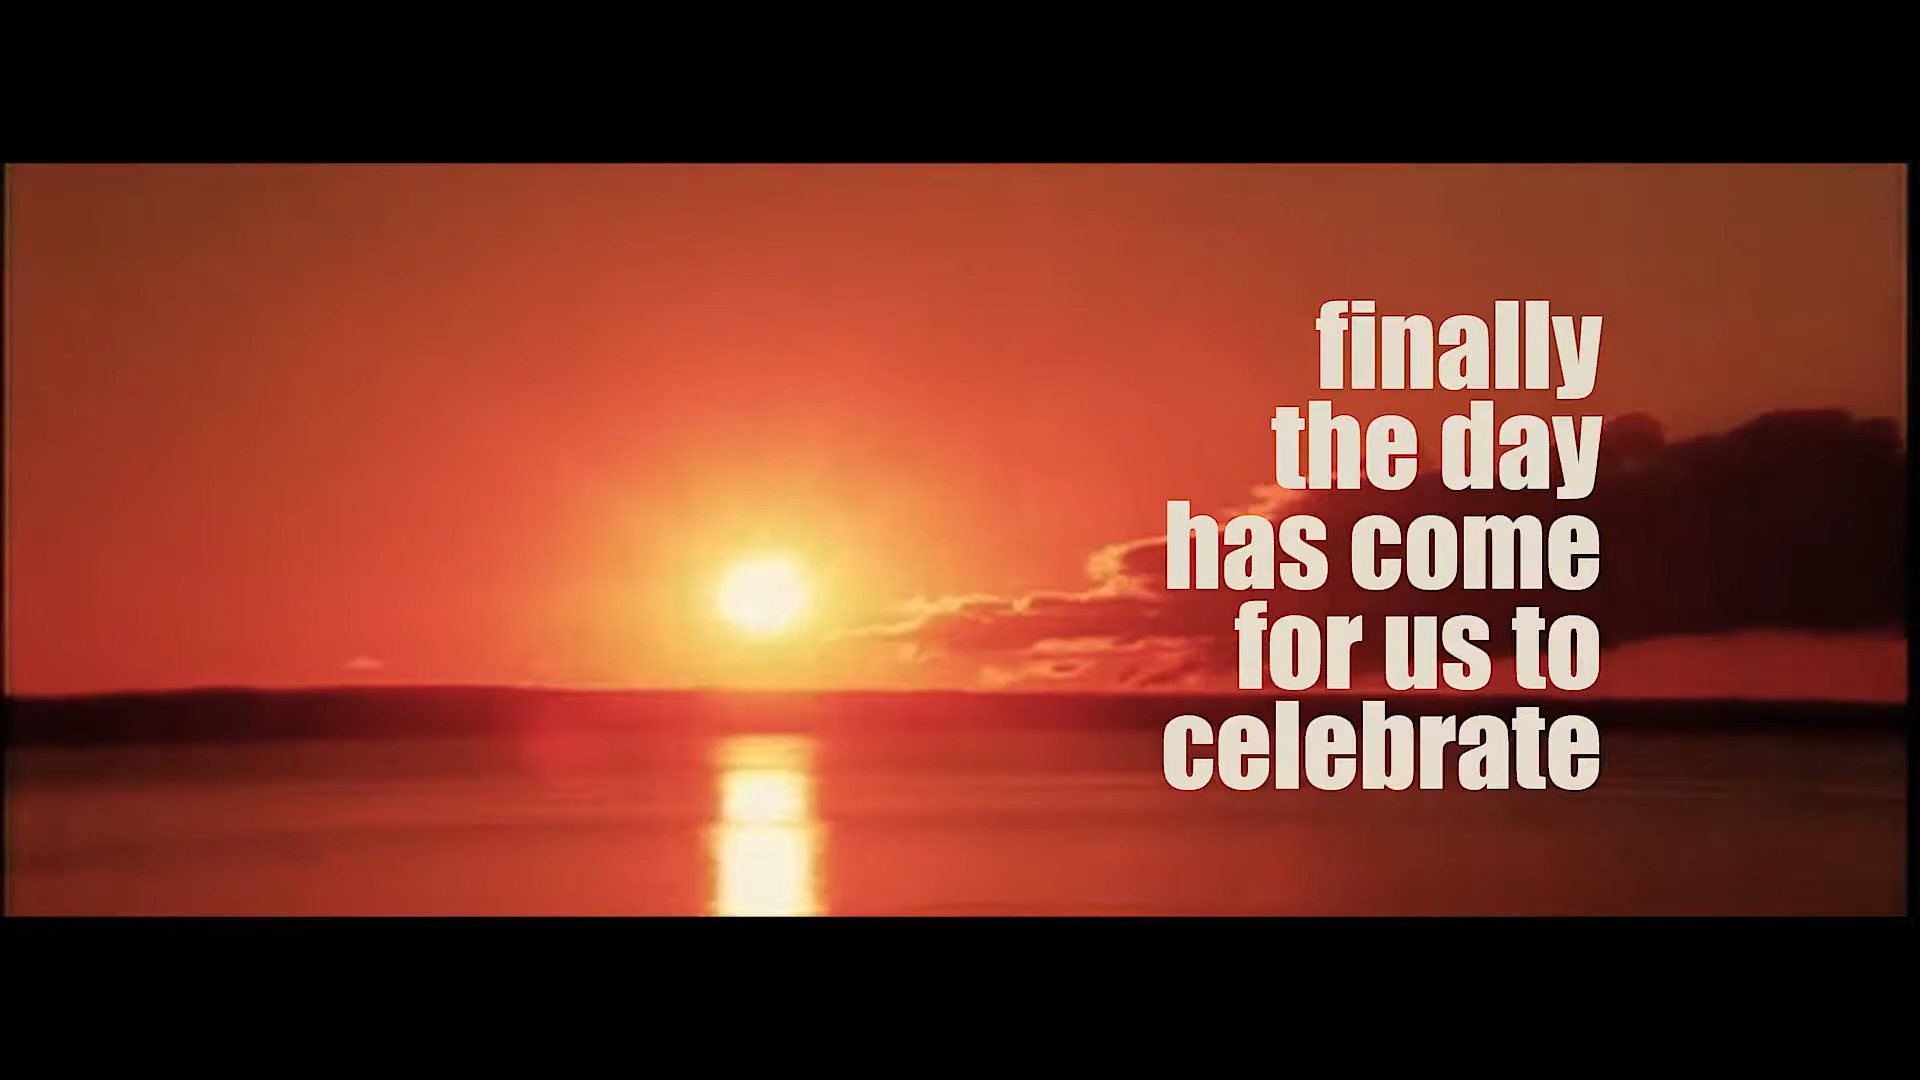 finally
the day
has come
for us to
celebrate